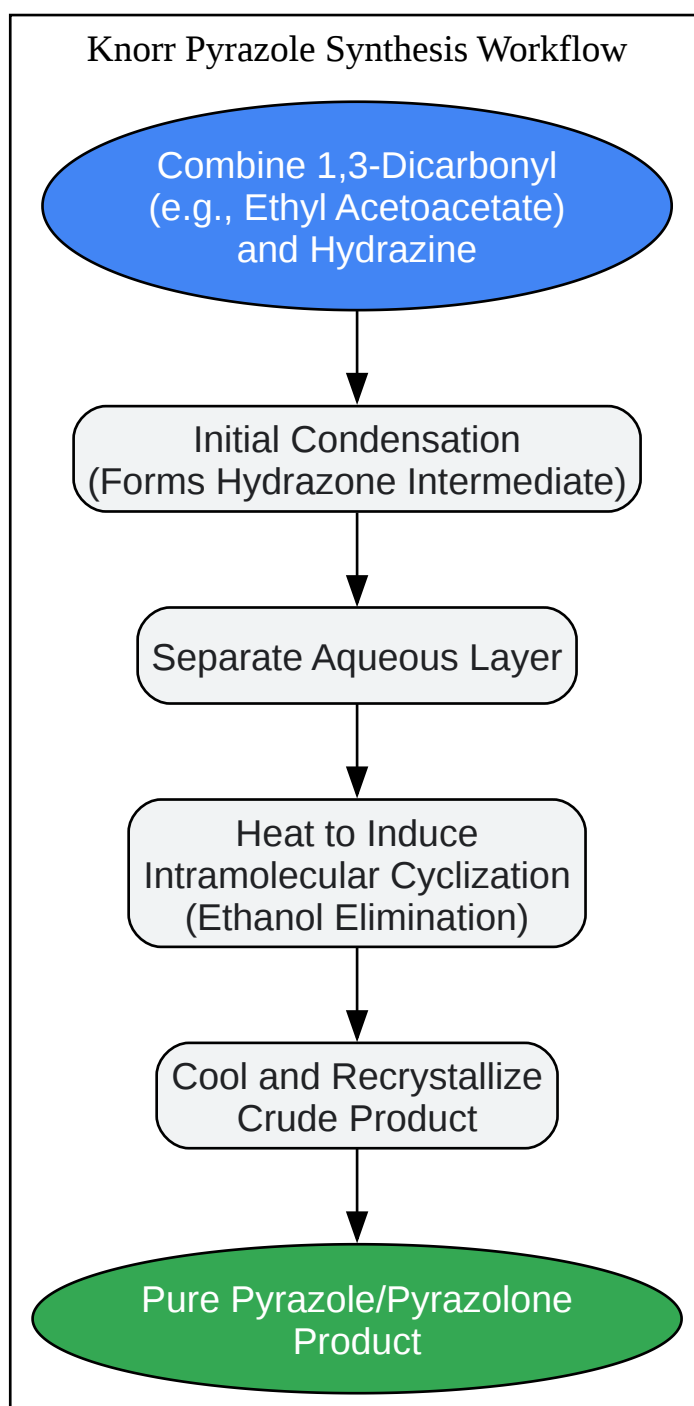 Knorr Pyrazole Synthesis Workflow
Combine 1,3-Dicarbonyl
(e.g., Ethyl Acetoacetate)
and Hydrazine
Initial Condensation
(Forms Hydrazone Intermediate)
Separate Aqueous Layer
Heat to Induce
Intramolecular Cyclization
(Ethanol Elimination)
Cool and Recrystallize
Crude Product
Pure Pyrazole/Pyrazolone
Product